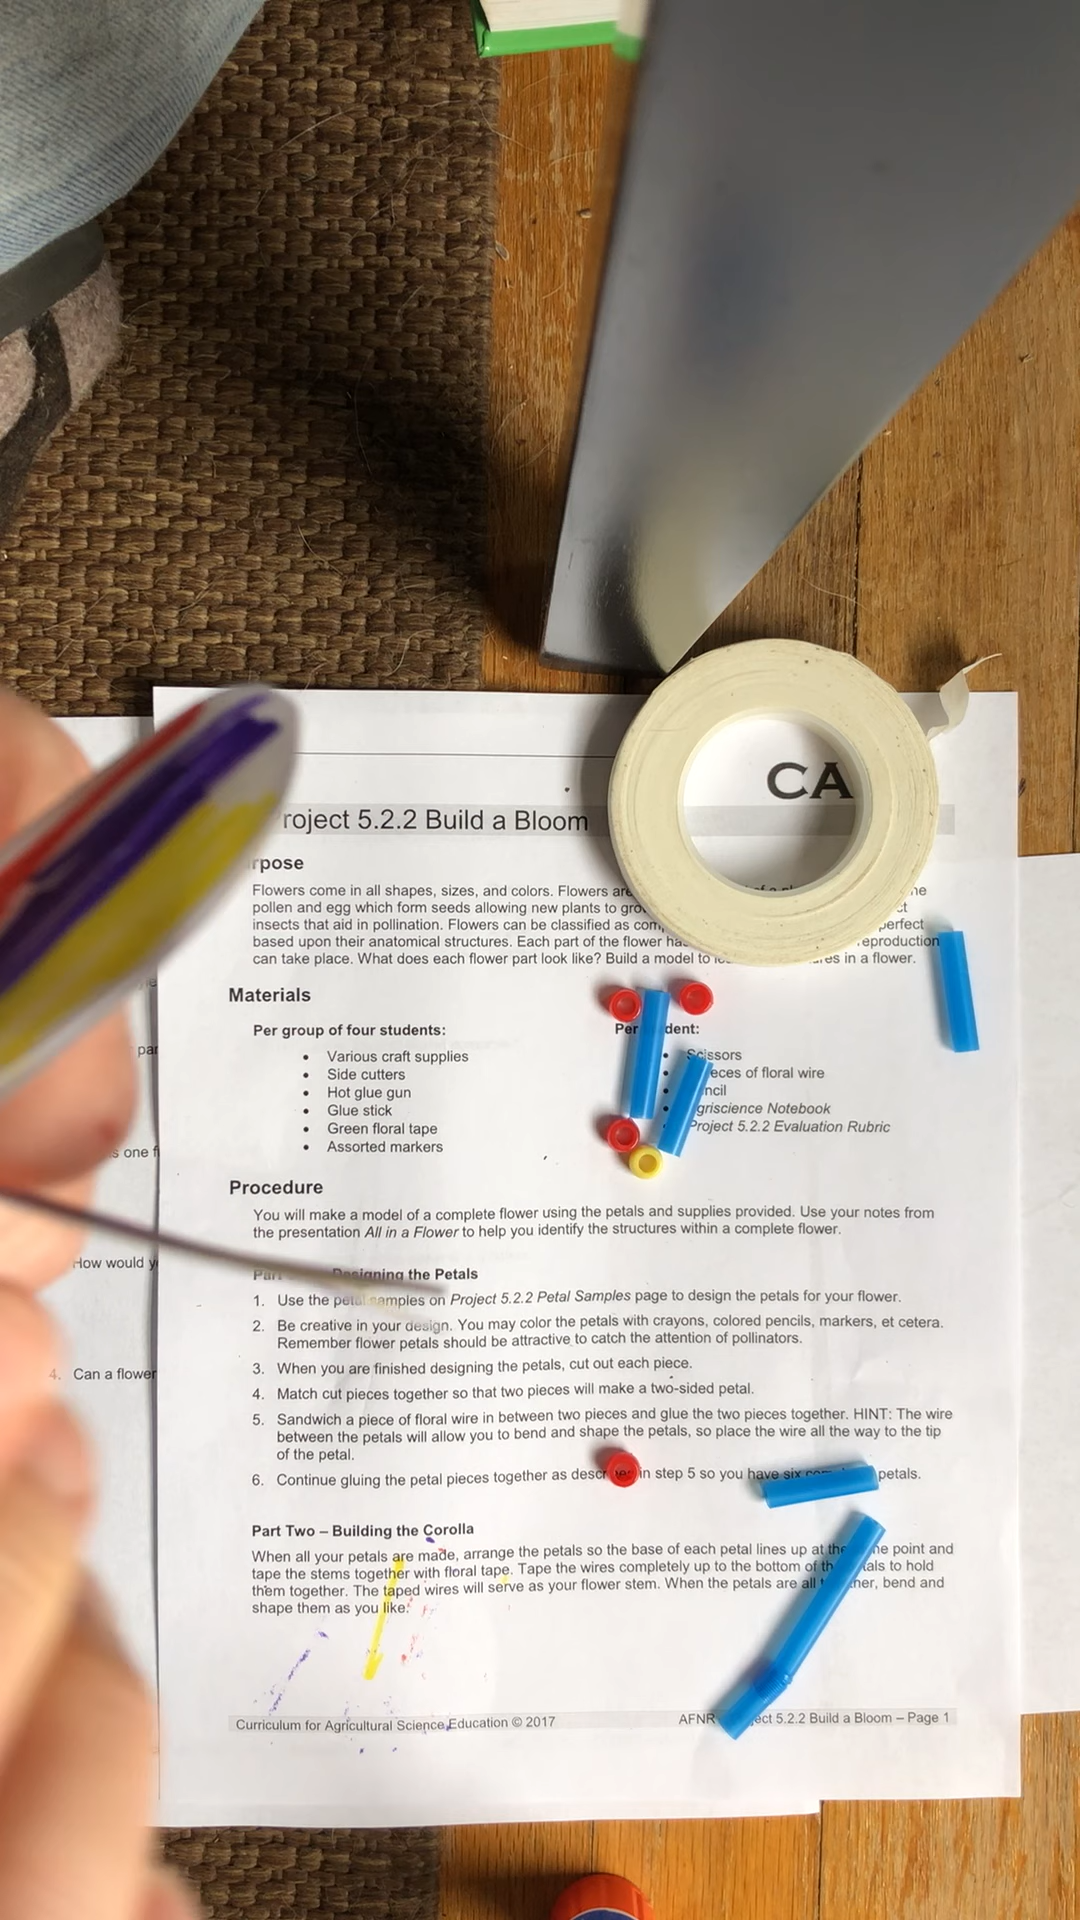 CA
roject 5.2.2 Build a Bloom
rpose
Flowers come in all shapes, sizes, and colors. Flowers are
pollen and egg which form seeds allowing new plants to
insects that aid in pollination. Flowers can be classified as perfect
based upon their anatomical structures. Each part of the flower eproduction
can take place. What does each flower part look like? Build a model to in a flower.
Materials
Per group of four students:
Various craft supplies
Side cutters
Hot glue gun
Glue stick
Green floral tape
Assorted markers
Per dent:
Scissors
eces of floral wire
ncil
griscience Notebook
Project 5.2.2 Evaluation Rubric
Procedure
You will make a model of a complete flower using the petals and supplies provided. Use your notes from
the presentation All in a Flower to help you identify the structures within a complete flower.
Designing the Petals
1. Use the petal samples on Project 5.2.2 Petal Samples page to design the petals for your flower.
2. Be creative in your design. You may color the petals with crayons, colored pencils, markers, et cetera.
Remember flower petals should be attractive to catch the attention of pollinators.
3. When you are finished designing the petals, cut out each piece.
4. Match cut pieces together so that two pieces will make a two-sided petal.
5. Sandwich a piece of floral wire in between two pieces and glue the two pieces together. HINT: The wire
between the petals will allow you to bend and shape the petals, so place the wire all the way to the tip
of the petal.
6. Continue gluing the petal pieces together as in step 5 so you have six petals.
Part Two – Building the Corolla
When all your petals are made, arrange the petals so the base of each petal lines up at the point and
tape the stems together with floral tape. Tape the wires completely up to the bottom of to hold
them together. The taped wires will serve as your flower stem. When the petals are all bend and
shape them as you like.
Curriculum for Agricultural Science Education © 2017
AFNR ect 5.2.2 Build a Bloom – Page 1
par
s one f
How would y
4. Can a flower